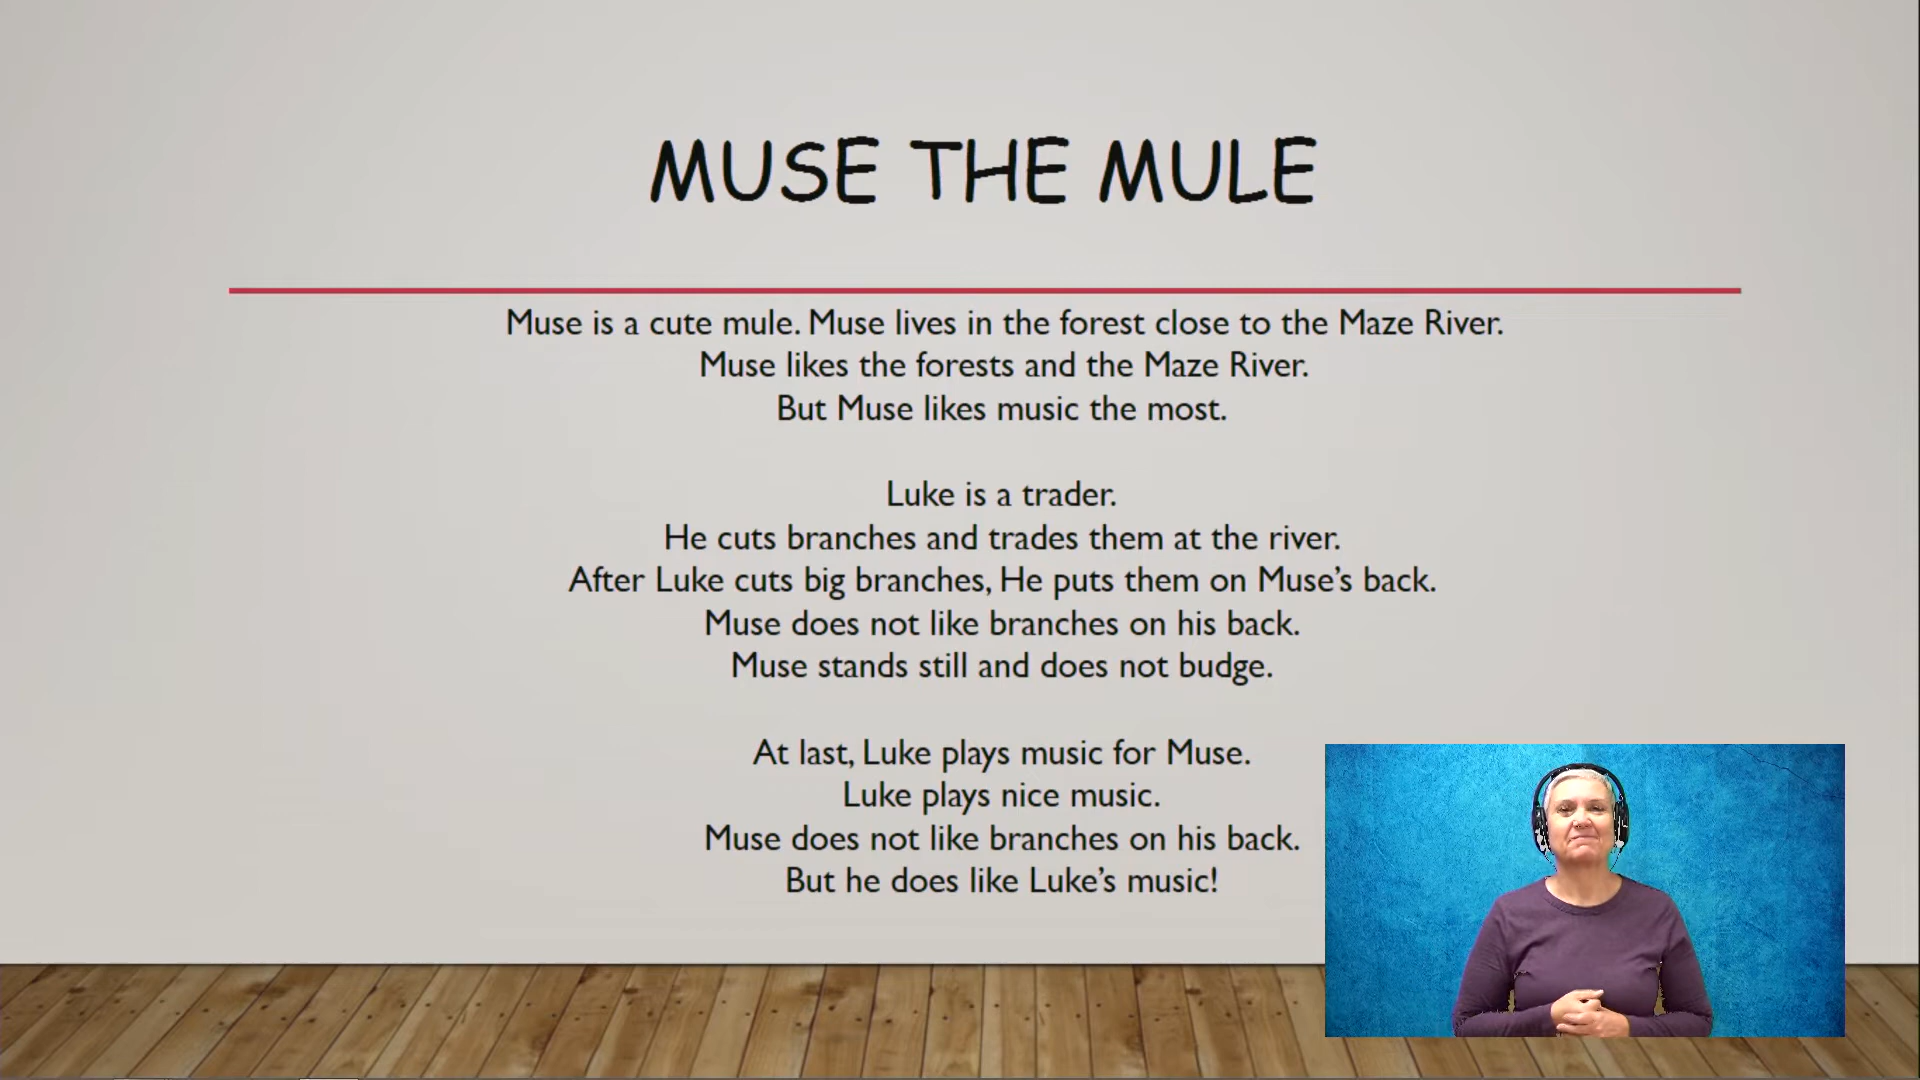 MUSE THE MULE
Muse is a cute mule. Muse lives in the forest close to the Maze River.
Muse likes the forests and the Maze River.
But Muse likes music the most.
Luke is a trader.
He cuts branches and trades them at the river.
After Luke cuts big branches, He puts them on Muse’s back.
Muse does not like branches on his back.
Muse stands still and does not budge.
At last, Luke plays music for Muse.
Luke plays nice music.
Muse does not like branches on his back.
But he does like Luke’s music!